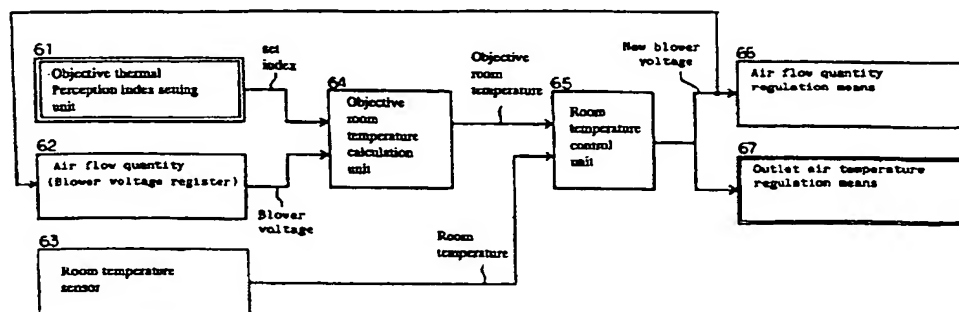 61
Objective thermal
Perception index setting
unit
set
index
62
Air flow quantity
(Blower voltage register)
Blower
voltage
63
Room temperature
sensor
64
Objective
room
temperature
calculation
unit
Objective
room
temperature
Room
temperature
65
Room
temperature
control
unit
New blower
voltage
66
Air flow quantity
regulation means
67
Outlet air temperature
regulation means